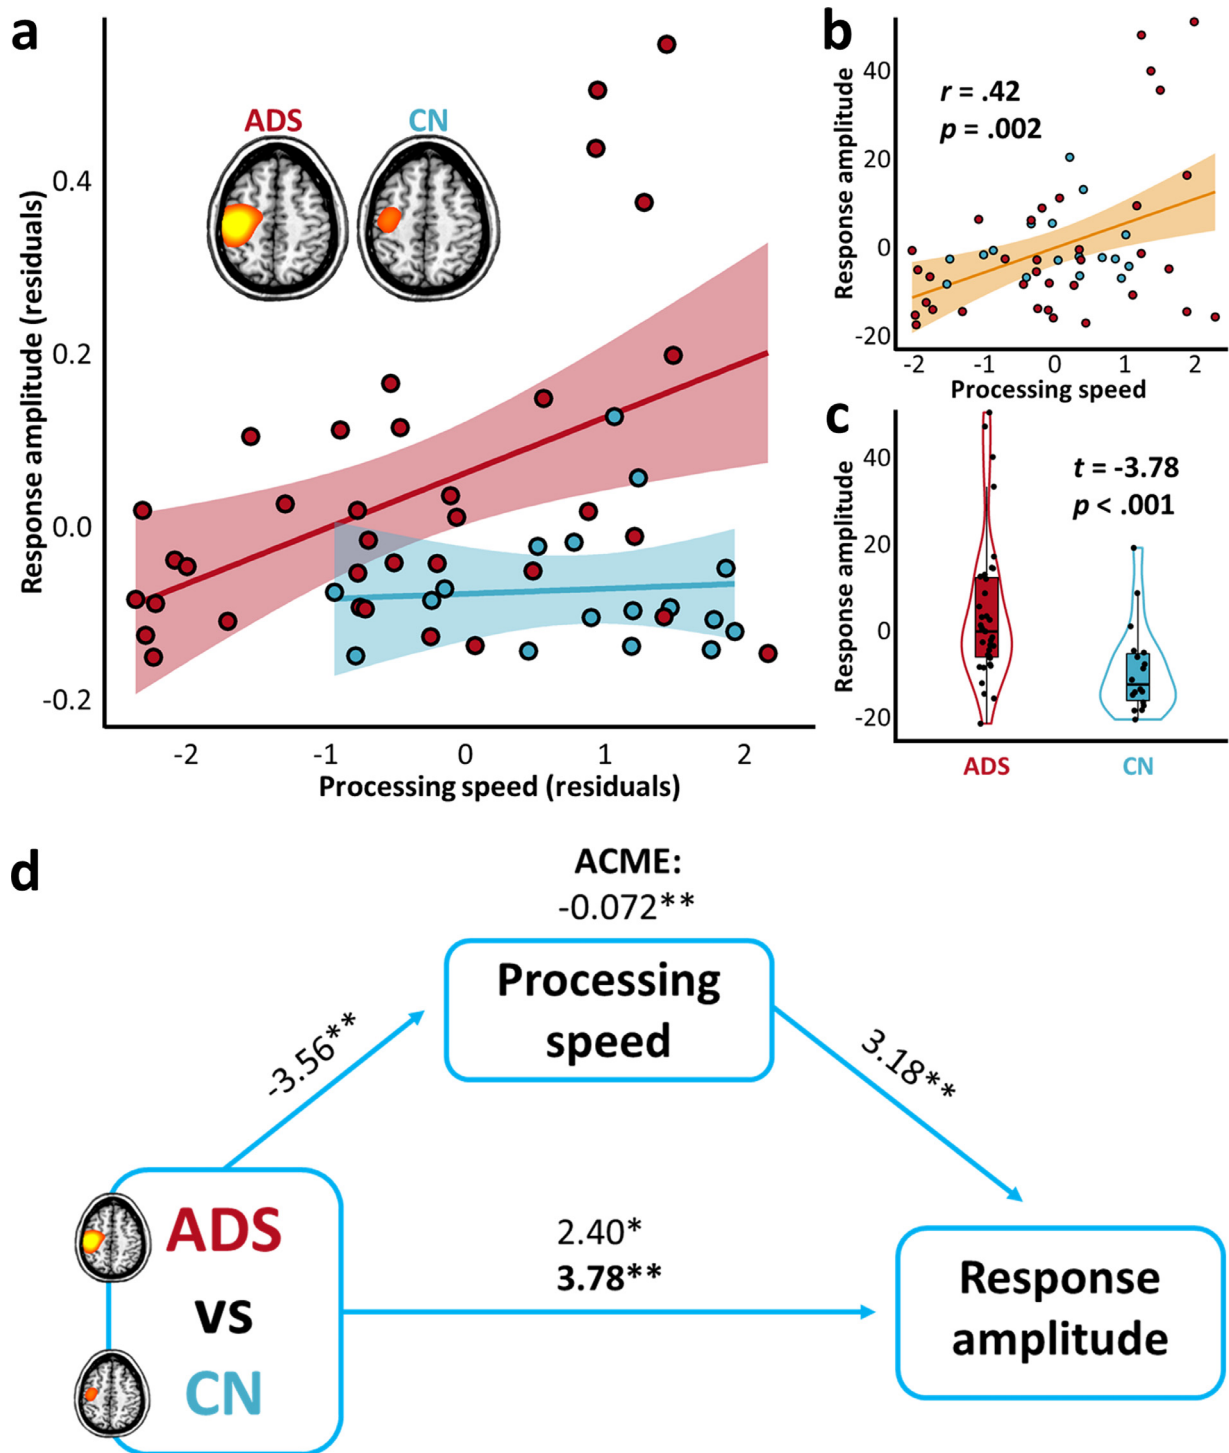 a
ADS
CN
Response amplitude (residuals)
0.4
0.2
0.0
-0.2
-2
-1
0
1
2
Processing speed (residuals)
b
r = .42
p = .002
Response amplitude
40
20
0
-20
-2
-1
0
1
2
Processing speed
c
t = -3.78
p < .001
Response amplitude
40
20
0
-20
ADS
CN
d
ACME:
-0.072**
Processing
speed
-3.56**
3.18**
ADS
vs
CN
2.40*
3.78**
Response
amplitude